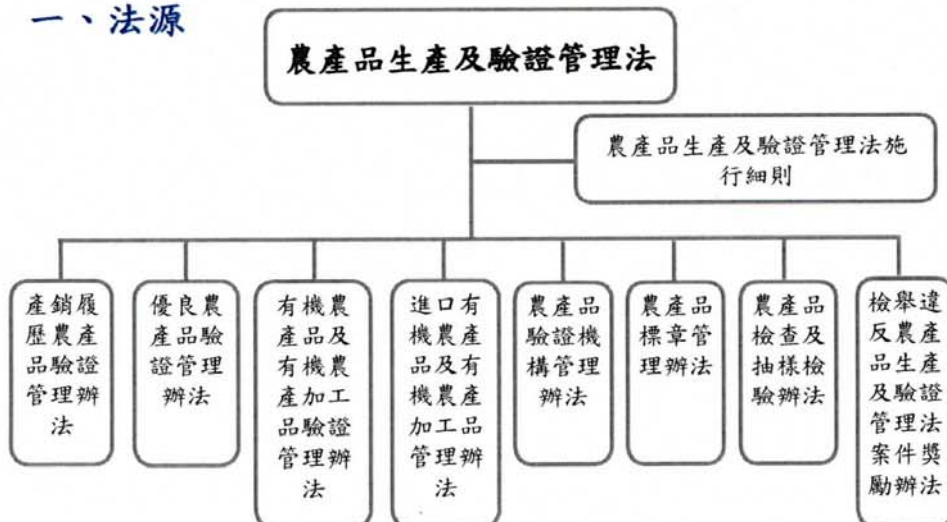 一、法源
農產品生產及驗證管理法
農產品生產及驗證管理法施
行細則
產銷履
歷農產
品驗證
管理辦
法
優良農
產品驗
證管理
辦法
有機農
產品及
有機農
產加工
品驗證
管理辦
法
進口有
機農產
品及有
機農產
加工品
管理辦
法
農產品
驗證機
構管理
辦法
農產品
標章管
理辦法
農產品
檢查及
抽樣檢
驗辦法
檢舉違
反農產
品生產
及驗證
管理法
案件獎
勵辦法